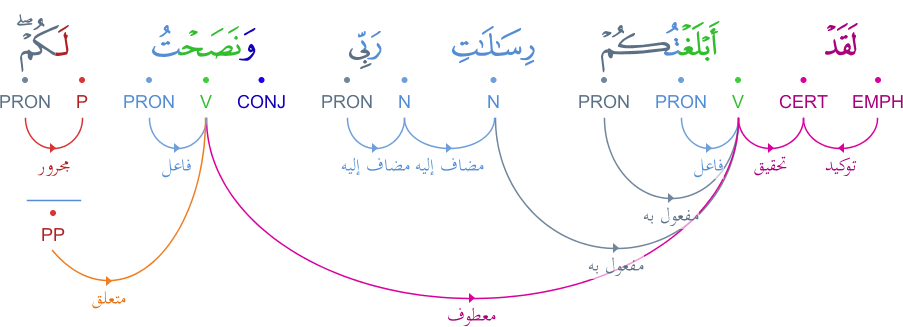 لَقَدْ أَبْلَغْتُكُمْ رِسَـٰلَـٰتِ رَبِّى وَنَصَحْتُ لَكُمْ ۖ
EMPH CERT V PRON PRON N N PRON CONJ V PRON P PRON
توكيد تحقيق فاعل مضاف إليه مضاف إليه فاعل مجرور
مفعول به
PP
مفعول به
متعلق
معطوف